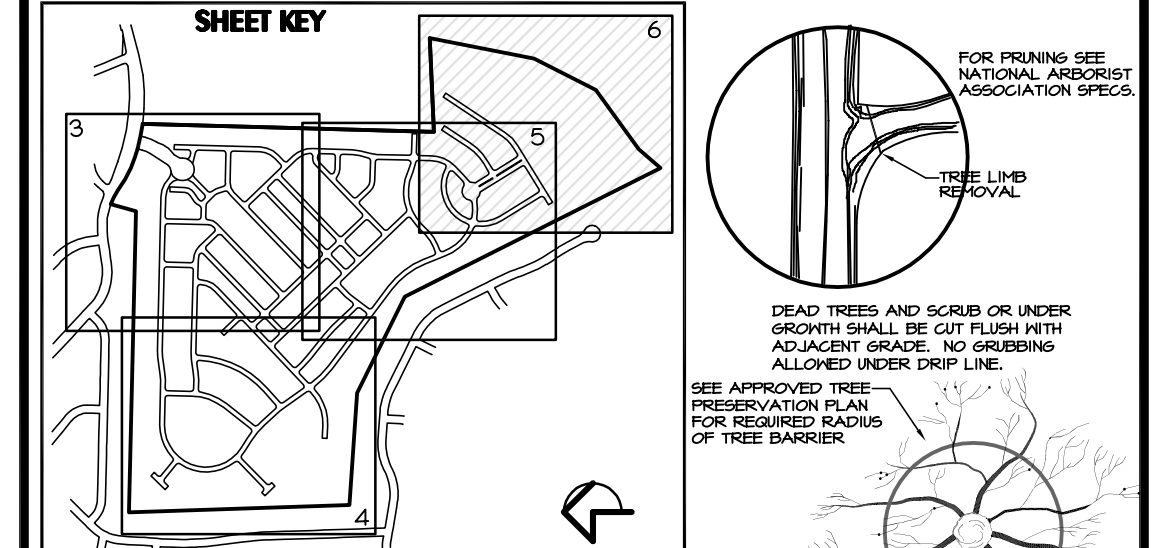 SHEET KEY
6
3
5
4
FOR PRUNING SEE
NATIONAL ARBORIST
ASSOCIATION SPECS.
TREE LIMB
REMOVAL
DEAD TREES AND SCRUB OR UNDER
GROWTH SHALL BE CUT FLUSH WITH
ADJACENT GRADE. NO GRUBBING
ALLOWED UNDER DRIP LINE.
SEE APPROVED TREE
PRESERVATION PLAN
FOR REQUIRED RADIUS
OF TREE BARRIER